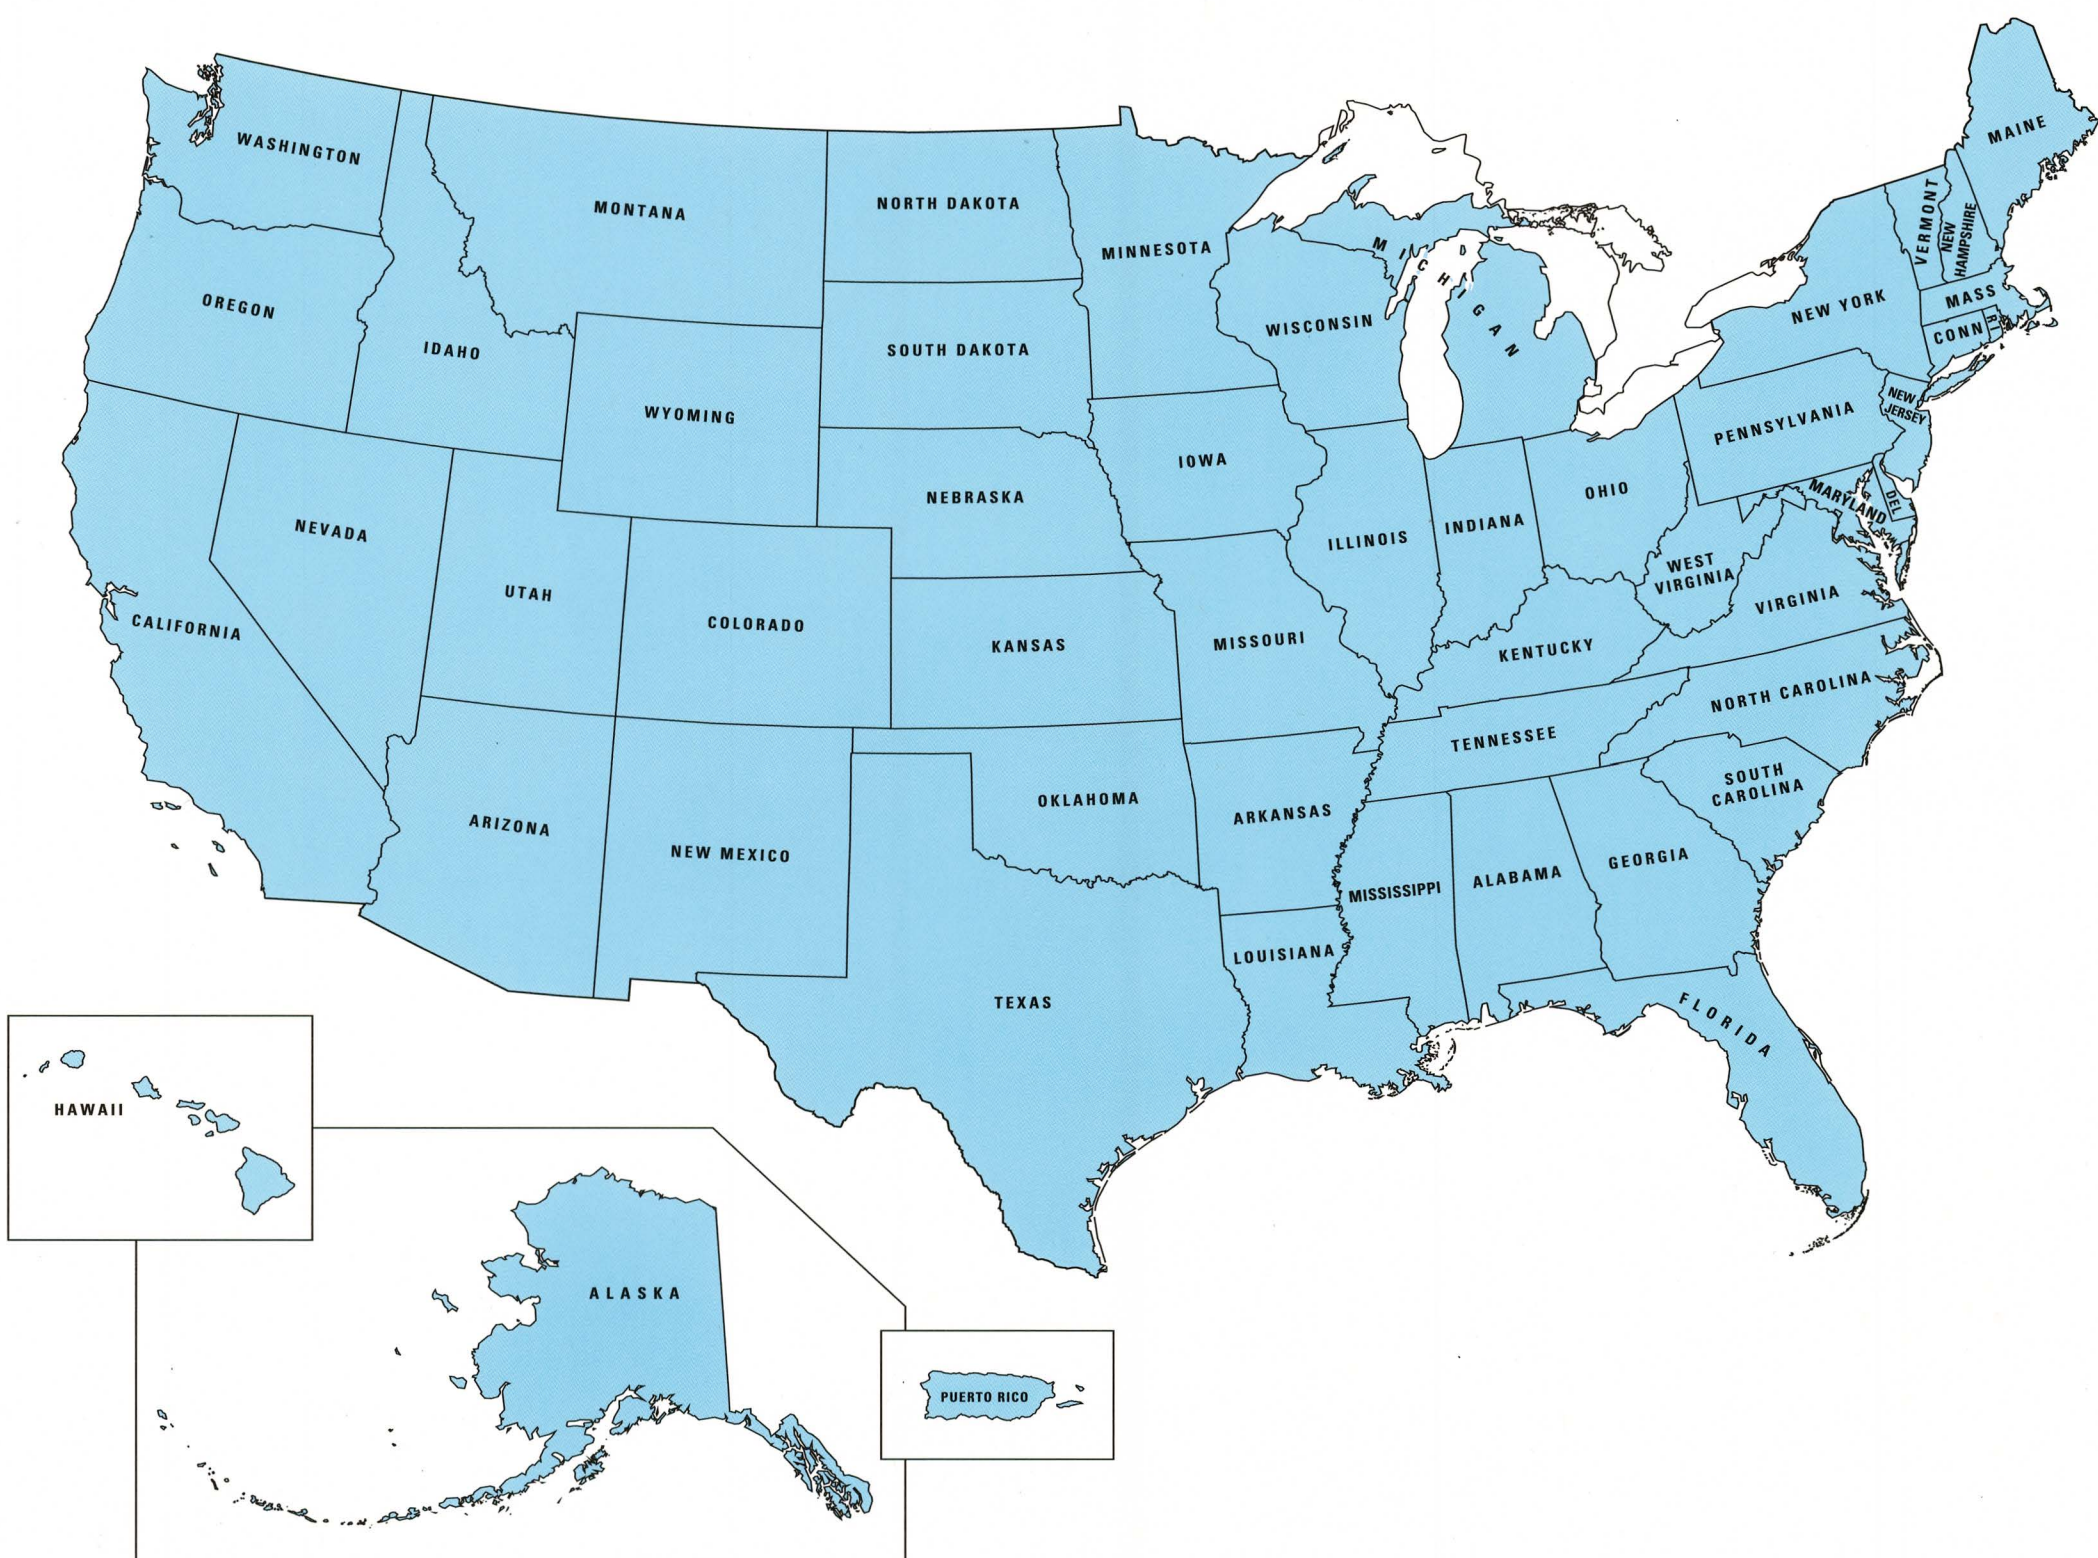 WASHINGTON
MONTANA
NORTH DAKOTA
MINNESOTA
MICHIGAN
MAINE
VERMONT
NEW
HAMPSHIRE
OREGON
IDAHO
SOUTH DAKOTA
WISCONSIN
NEW YORK
MASS
CONN
RI
WYOMING
IOWA
NEBRASKA
ILLINOIS
INDIANA
OHIO
PENNSYLVANIA
NEW
JERSEY
MARYLAND
DEL
NEVADA
UTAH
COLORADO
KANSAS
MISSOURI
KENTUCKY
WEST
VIRGINIA
VIRGINIA
CALIFORNIA
ARIZONA
NEW MEXICO
OKLAHOMA
ARKANSAS
TENNESSEE
NORTH CAROLINA
SOUTH
CAROLINA
TEXAS
LOUISIANA
MISSISSIPPI
ALABAMA
GEORGIA
FLORIDA
HAWAII
ALASKA
PUERTO RICO